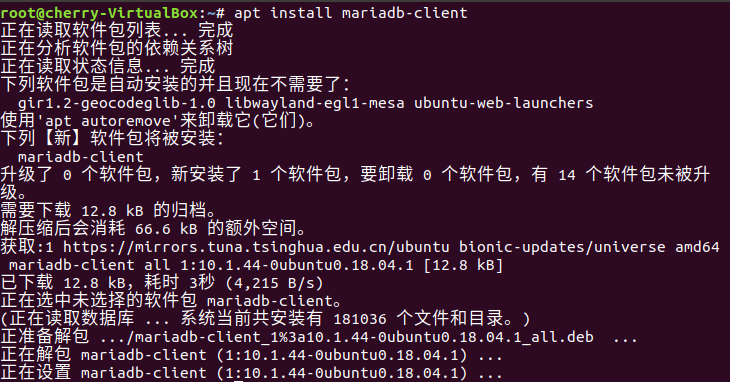 root@cherry-VirtualBox:~# apt install mariadb-client
正在读取软件包列表... 完成
正在分析软件包的依赖关系树
正在读取状态信息... 完成
下列软件包是自动安装的并且现在不需要了：
gir1.2-geocodeglib-1.0 libwayland-egl1-mesa ubuntu-web-launchers
使用'apt autoremove'来卸载它(它们)。
下列【新】软件包将被安装：
mariadb-client
升级了 0 个软件包，新安装了 1 个软件包，要卸载 0 个软件包，有 14 个软件包未被升
级。
需要下载 12.8 kB 的归档。
解压缩后会消耗 66.6 kB 的额外空间。
获取:1 https://mirrors.tuna.tsinghua.edu.cn/ubuntu bionic-updates/universe amd64
mariadb-client all 1:10.1.44-0ubuntu0.18.04.1 [12.8 kB]
已下载 12.8 kB，耗时 3秒 (4,215 B/s)
正在选中未选择的软件包 mariadb-client。
(正在读取数据库 ... 系统当前共安装有 181036 个文件和目录。)
正准备解包 .../mariadb-client_1%3a10.1.44-0ubuntu0.18.04.1_all.deb  ...
正在解包 mariadb-client (1:10.1.44-0ubuntu0.18.04.1) ...
正在设置 mariadb-client (1:10.1.44-0ubuntu0.18.04.1) ...